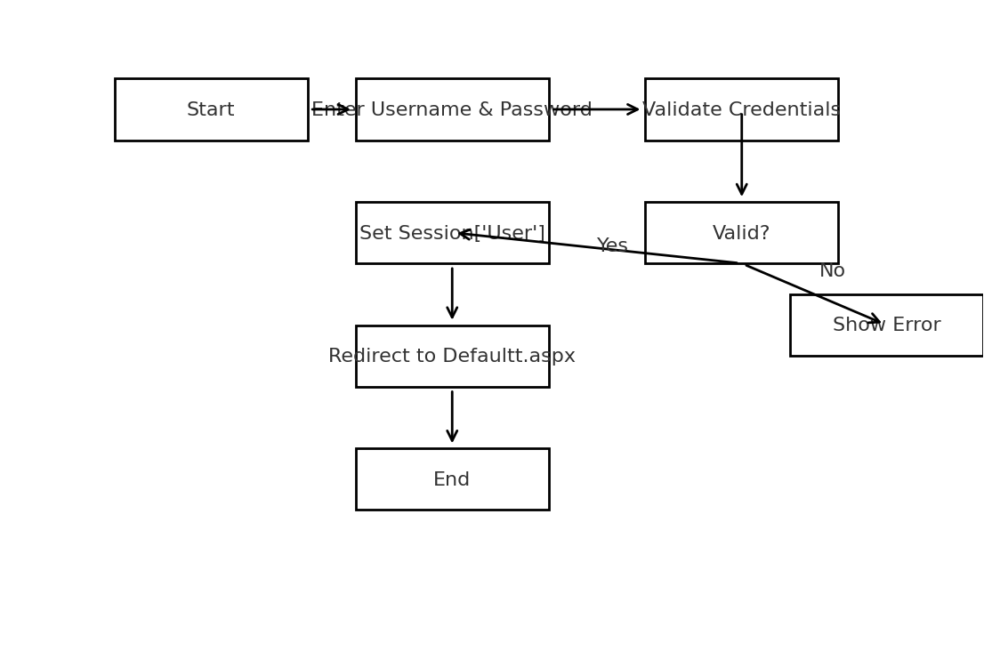 Start
Enter Username & Password
Validate Credentials
Set Session['User']
Valid?
Yes
No
Show Error
Redirect to Defaultt.aspx
End